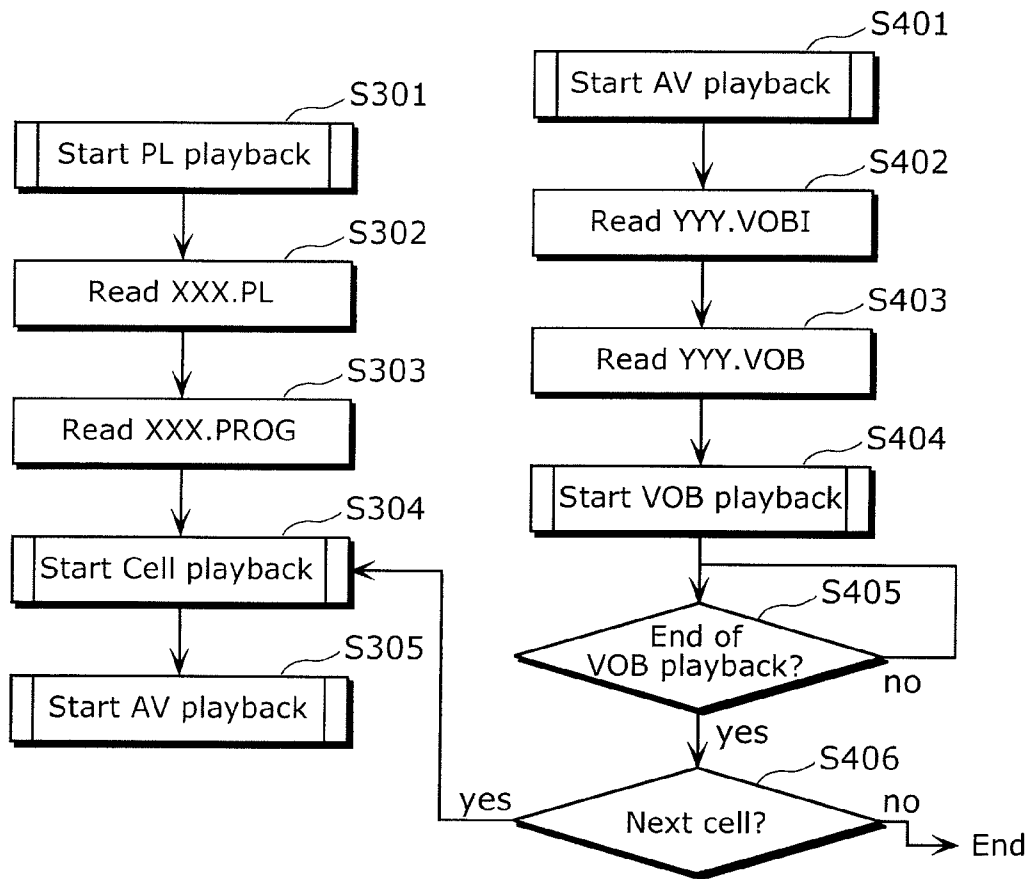 S301
Start PL playback
S302
Read XXX.PL
S303
Read XXX.PROG
S304
Start Cell playback
S305
Start AV playback
S401
Start AV playback
S402
Read YYY.VOBI
S403
Read YYY.VOB
S404
Start VOB playback
S405
End of
VOB playback?
no
yes
S406
Next cell?
yes
no
End